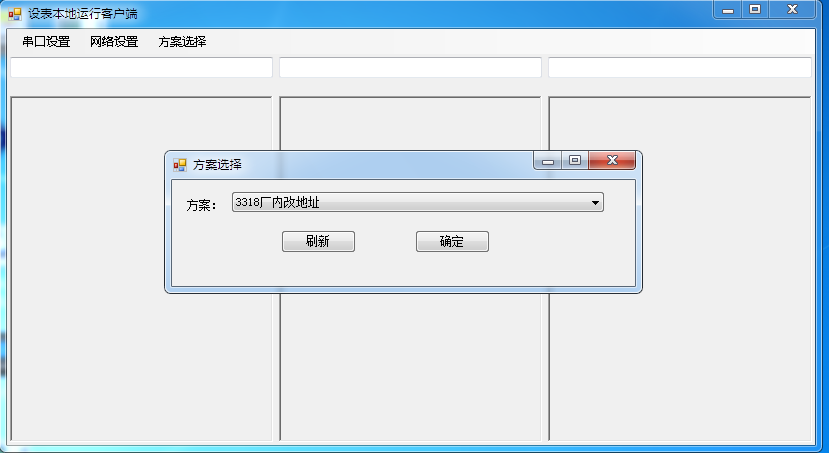 设表本地运行客户端
串口设置 网络设置 方案选择
方案选择
方案： 3318厂内改地址
刷新 确定